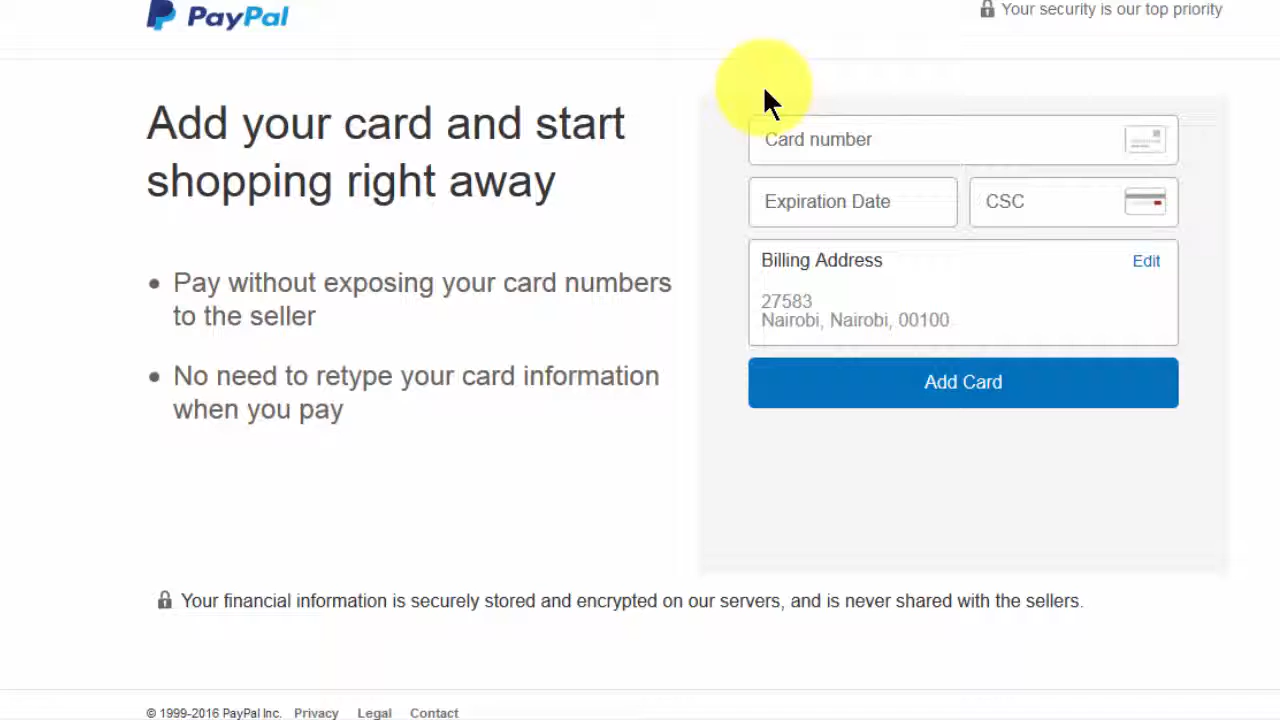 PayPal
Your security is our top priority
Add your card and start
shopping right away
Pay without exposing your card numbers
to the seller
No need to retype your card information
when you pay
Card number
Expiration Date
CSC
Billing Address
Edit
27583
Nairobi, Nairobi, 00100
Add Card
Your financial information is securely stored and encrypted on our servers, and is never shared with the sellers.
© 1999-2016 PayPal Inc. Privacy Legal Contact